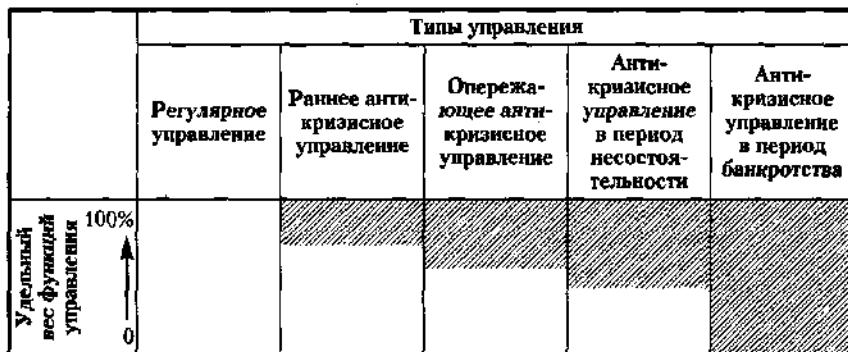 Типы управления
Регулярное
управление
Раннее анти-
кризисное
управление
Опережа-
ющее анти-
кризисное
управление
Анти-
кризисное
управление
в период
несостоя-
тельности
Анти-
кризисное
управление
в период
банкротства
Удельный
вес функций
управления
100%
0